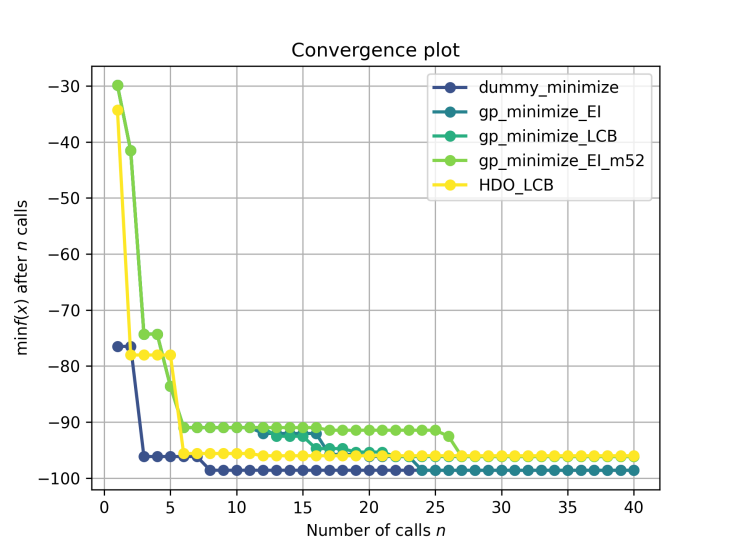 Convergence plot
dummy_minimize
gp_minimize_EI
gp_minimize_LCB
gp_minimize_EI_m52
HDO_LCB
−30
−40
−50
−60
−70
−80
−90
−100
min f(x) after n calls
0 5 10 15 20 25 30 35 40
Number of calls n